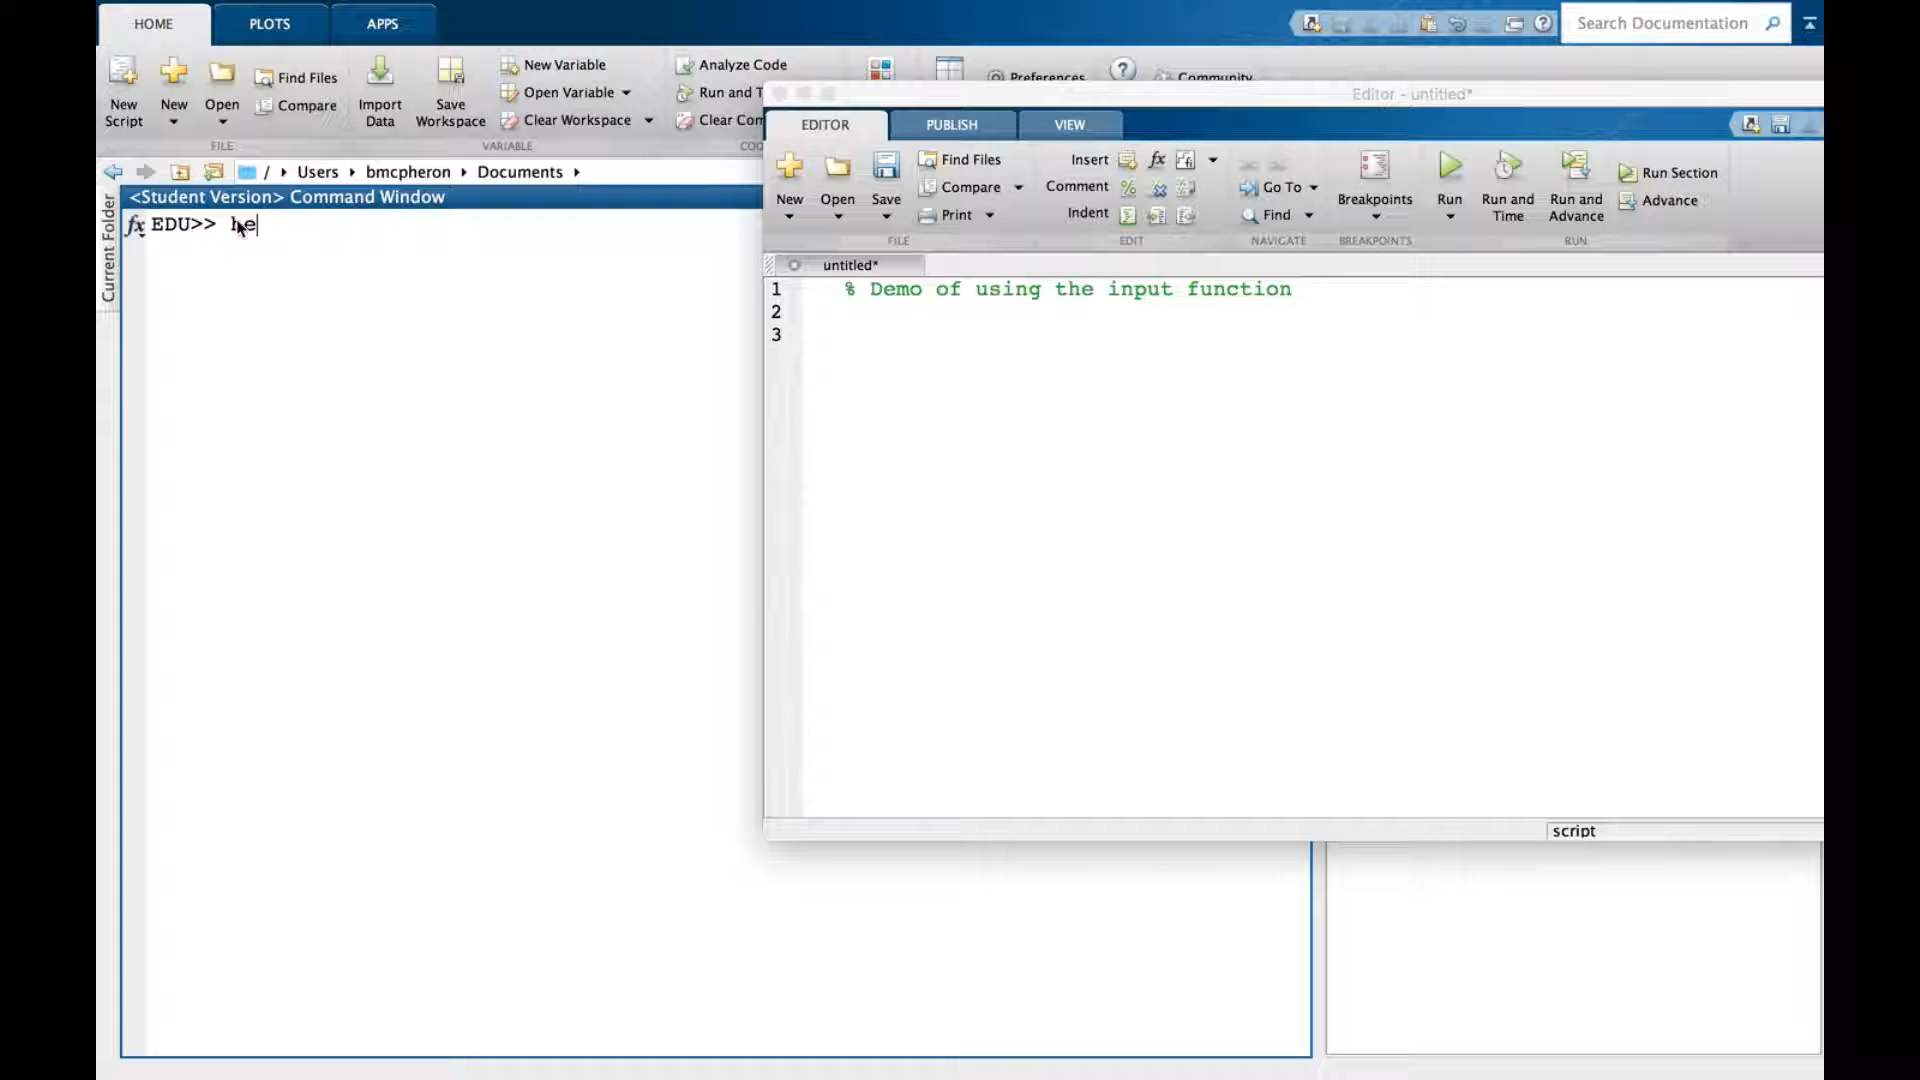 HOME PLOTS APPS
Search Documentation
New Script
New
Open
Find Files
Compare
Import Data
Save Workspace
New Variable
Open Variable
Clear Workspace
Analyze Code
Run and T
Clear Com
Preferences
Community
FILE VARIABLE COD
/ Users bmcpheron Documents
Current Folder
<Student Version> Command Window
fx EDU>> he
Editor - untitled*
EDITOR PUBLISH VIEW
New
Open
Save
Find Files
Compare
Print
Insert fx
Comment
Indent
Go To
Find
Breakpoints
Run
Run and Time
Run and Advance
Run Section
Advance
FILE EDIT NAVIGATE BREAKPOINTS RUN
untitled*
1 % Demo of using the input function
2
3
script